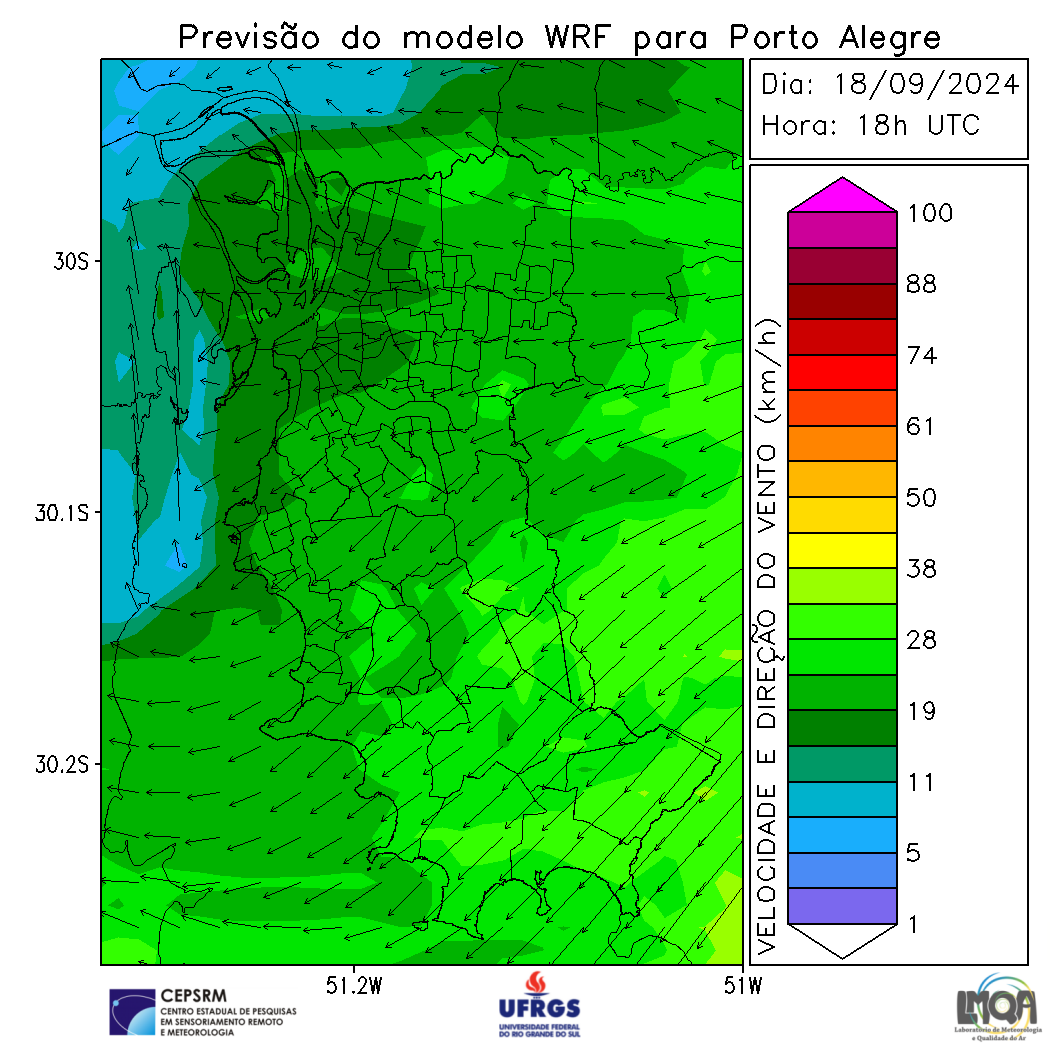 Previsão do modelo WRF para Porto Alegre
Dia: 18/09/2024
Hora: 18h UTC
30S
30.1S
30.2S
51.2W
51W
VELOCIDADE E DIREÇÃO DO VENTO (km/h)
100
88
74
61
50
38
28
19
11
5
1
CEPSRM
CENTRO ESTADUAL DE PESQUISAS
EM SENSORIAMENTO REMOTO
E METEOROLOGIA
UFRGS
UNIVERSIDADE FEDERAL
DO RIO GRANDE DO SUL
LMQA
Laboratório de Meteorologia
e Qualidade do Ar